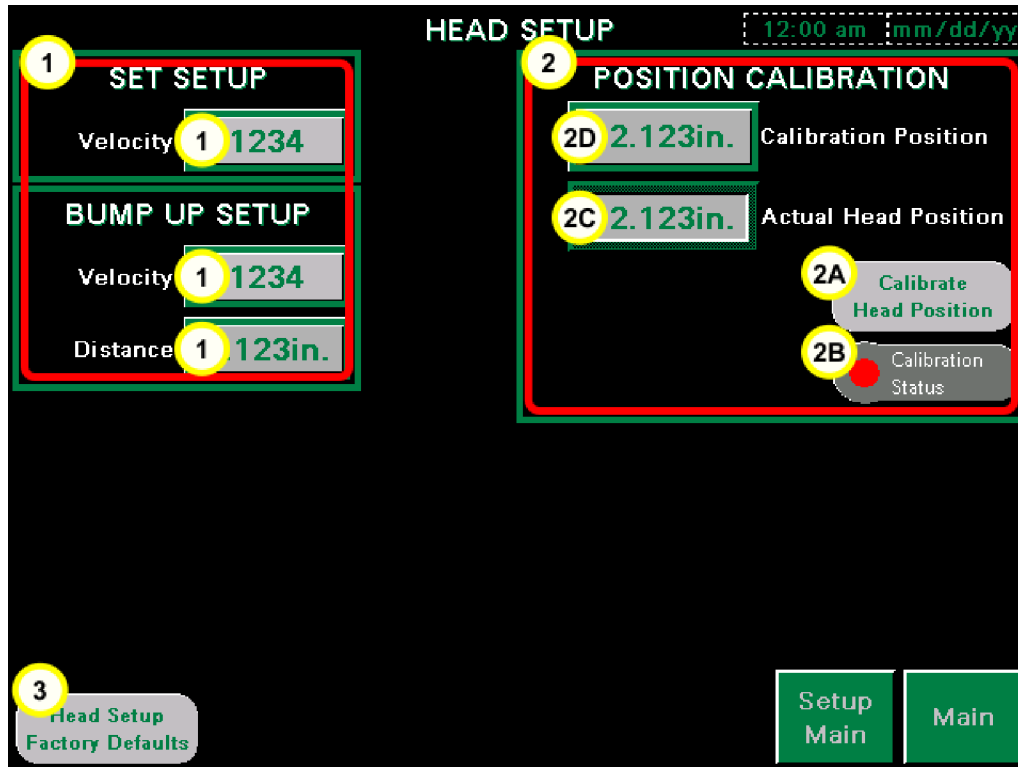 HEAD SETUP
12:00 am mm/dd/yy
1
SET SETUP
Velocity 1 1234
BUMP UP SETUP
Velocity 1 1234
Distance 1 .123in.
2
POSITION CALIBRATION
2D 2.123in. Calibration Position
2C 2.123in. Actual Head Position
2A Calibrate
Head Position
2B Calibration
Status
3
Head Setup
Factory Defaults
Setup
Main
Main